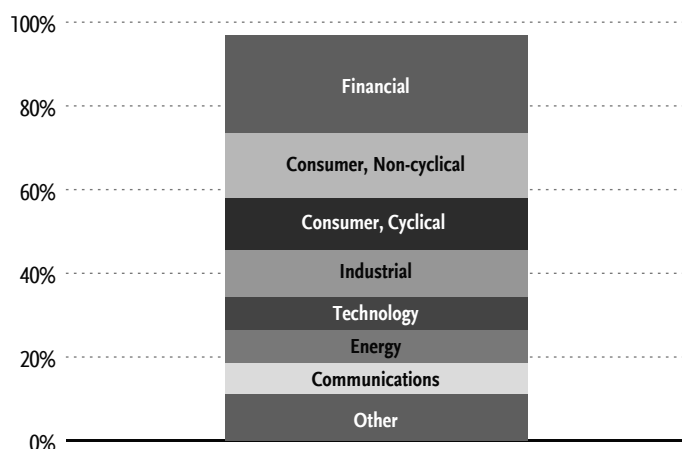 100%
Financial
80%
Consumer, Non-cyclical
60%
Consumer, Cyclical
Industrial
40%
Technology
Energy
20%
Communications
Other
0%